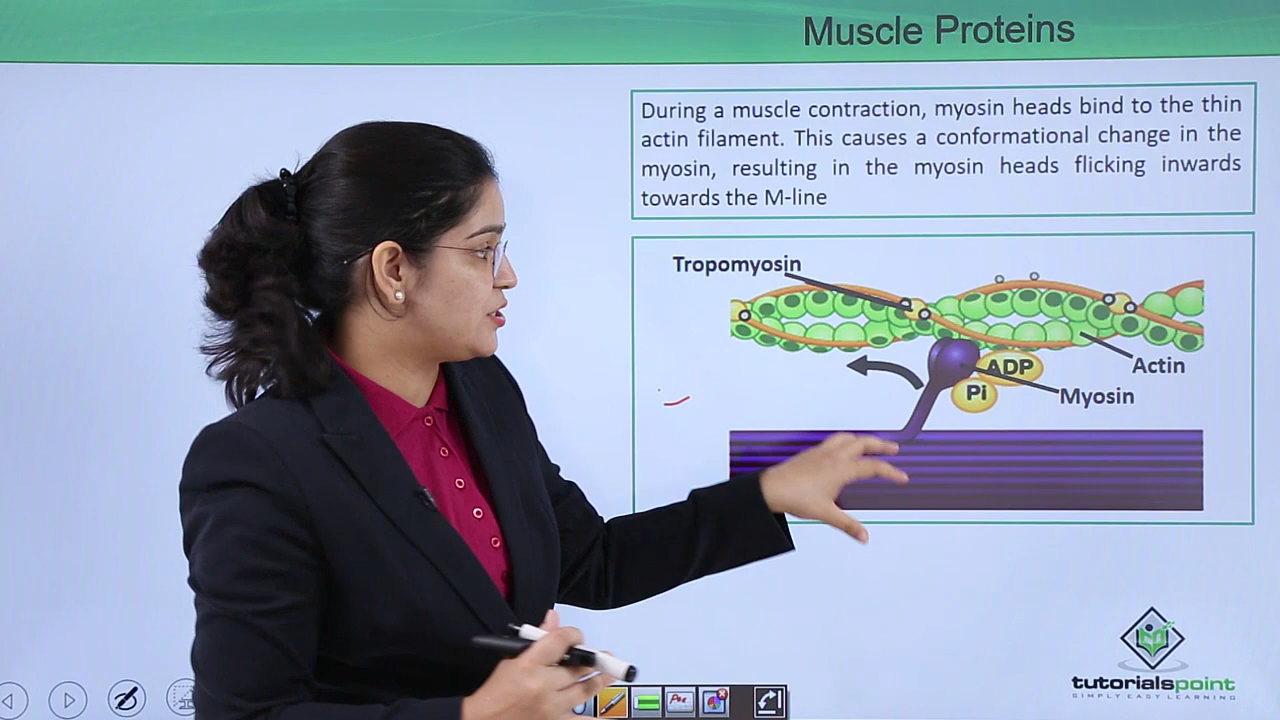 Muscle Proteins
During a muscle contraction, myosin heads bind to the thin
actin filament. This causes a conformational change in the
myosin, resulting in the myosin heads flicking inwards
towards the M-line
Tropomyosin
ADP
Actin
Pi
Myosin
tutorialspoint
SIMPLY EASY LEARNING